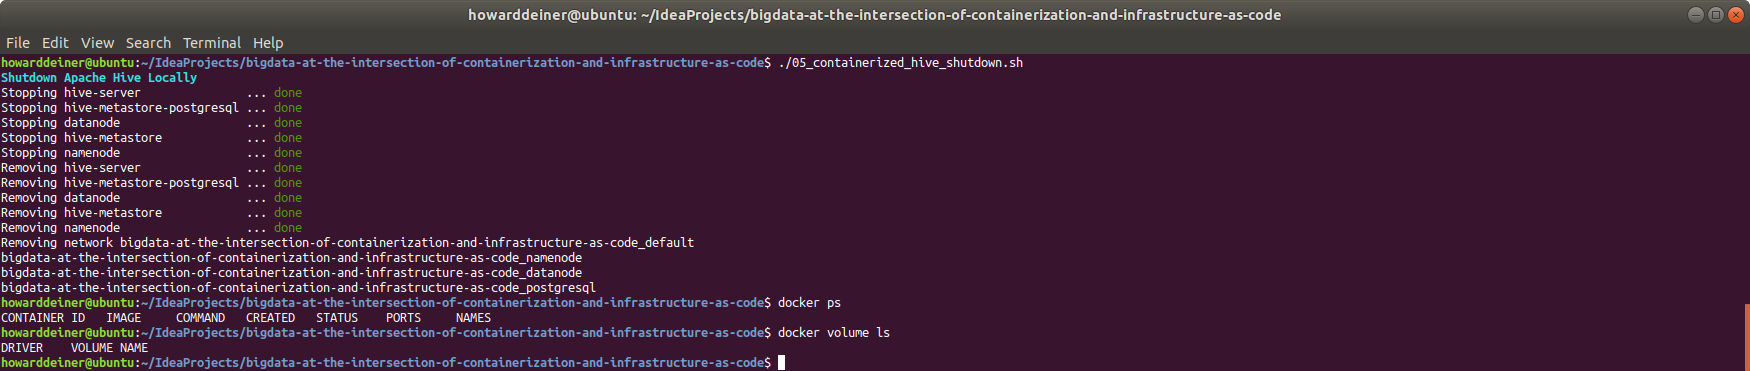 howarddeiner@ubuntu: ~/IdeaProjects/bigdata-at-the-intersection-of-containerization-and-infrastructure-as-code
File Edit View Search Terminal Help
howarddeiner@ubuntu:~/IdeaProjects/bigdata-at-the-intersection-of-containerization-and-infrastructure-as-code$ ./05_containerized_hive_shutdown.sh
Shutdown Apache Hive Locally
Stopping hive-server ... done
Stopping hive-metastore-postgresql ... done
Stopping datanode ... done
Stopping hive-metastore ... done
Stopping namenode ... done
Removing hive-server ... done
Removing hive-metastore-postgresql ... done
Removing datanode ... done
Removing hive-metastore ... done
Removing namenode ... done
Removing network bigdata-at-the-intersection-of-containerization-and-infrastructure-as-code_default
bigdata-at-the-intersection-of-containerization-and-infrastructure-as-code_namenode
bigdata-at-the-intersection-of-containerization-and-infrastructure-as-code_datanode
bigdata-at-the-intersection-of-containerization-and-infrastructure-as-code_postgresql
howarddeiner@ubuntu:~/IdeaProjects/bigdata-at-the-intersection-of-containerization-and-infrastructure-as-code$ docker ps
CONTAINER ID IMAGE COMMAND CREATED STATUS PORTS NAMES
howarddeiner@ubuntu:~/IdeaProjects/bigdata-at-the-intersection-of-containerization-and-infrastructure-as-code$ docker volume ls
DRIVER VOLUME NAME
howarddeiner@ubuntu:~/IdeaProjects/bigdata-at-the-intersection-of-containerization-and-infrastructure-as-code$